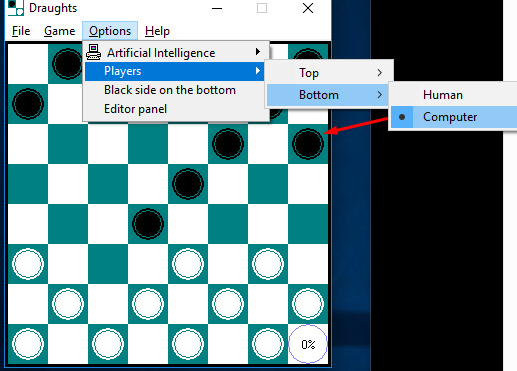 Draughts
File Game Options Help
Artificial Intelligence
Players
Black side on the bottom
Editor panel
Top
Bottom
Human
Computer
0%